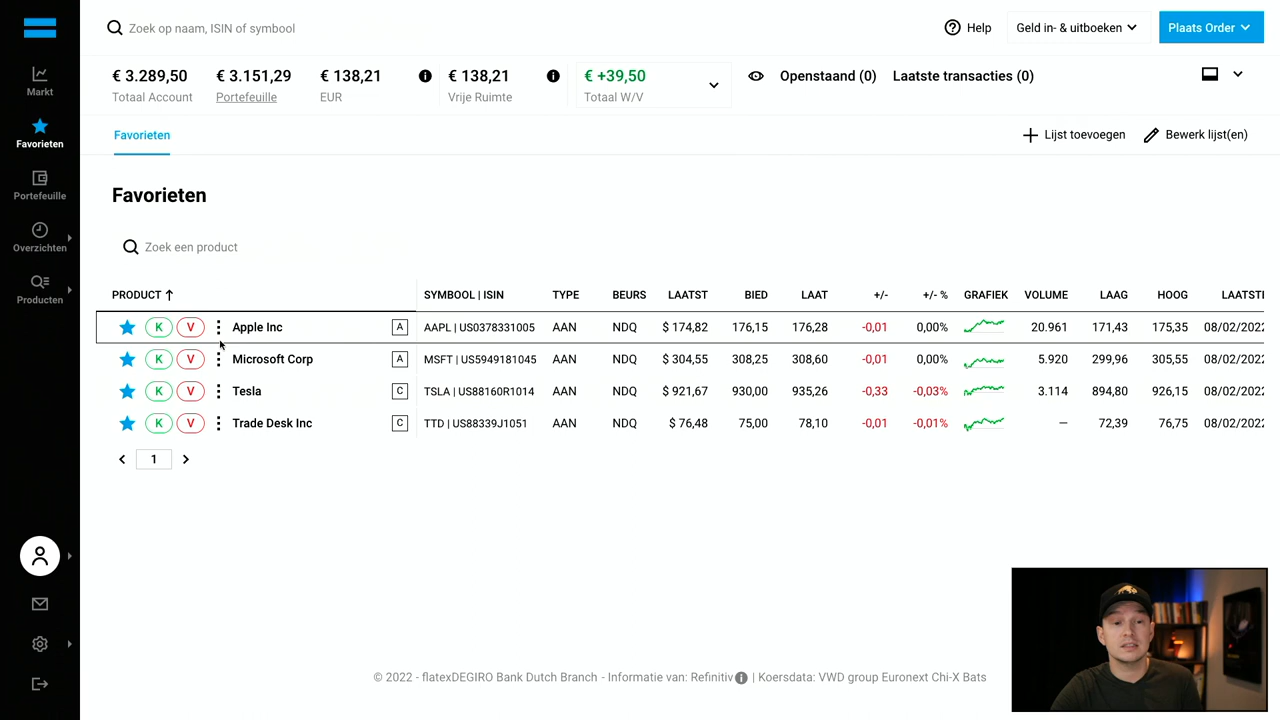 Zoek op naam, ISIN of symbool
Help
Geld in- & uitboeken
Plaats Order
€ 3.289,50 € 3.151,29 € 138,21 € 138,21 € +39,50
Totaal Account Portefeuille EUR Vrije Ruimte Totaal W/V
Openstaand (0) Laatste transacties (0)
Markt
Favorieten
Portefeuille
Overzichten
Producten
Favorieten
Lijst toevoegen Bewerk lijst(en)
Favorieten
Zoek een product
PRODUCT SYMBOOL | ISIN TYPE BEURS LAATST BIED LAAT +/- +/- % GRAFIEK VOLUME LAAG HOOG LAATSTE
K V Apple Inc A AAPL | US0378331005 AAN NDQ $ 174,82 176,15 176,28 -0,01 0,00% 20.961 171,43 175,35 08/02/2022
K V Microsoft Corp A MSFT | US5949181045 AAN NDQ $ 304,55 308,25 308,60 -0,01 0,00% 5.920 299,96 305,55 08/02/2022
K V Tesla C TSLA | US88160R1014 AAN NDQ $ 921,67 930,00 935,26 -0,33 -0,03% 3.114 894,80 926,15 08/02/2022
K V Trade Desk Inc C TTD | US88339J1051 AAN NDQ $ 76,48 75,00 78,10 -0,01 -0,01% — 72,39 76,75 08/02/2022
1
© 2022 - flatexDEGIRO Bank Dutch Branch - Informatie van: Refinitiv | Koersdata: VWD group Euronext Chi-X Bats